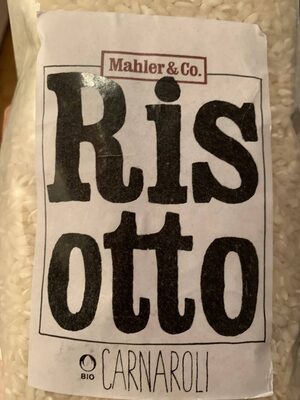 Mahler & Co.
Ris
otto
BIO CARNAROLI